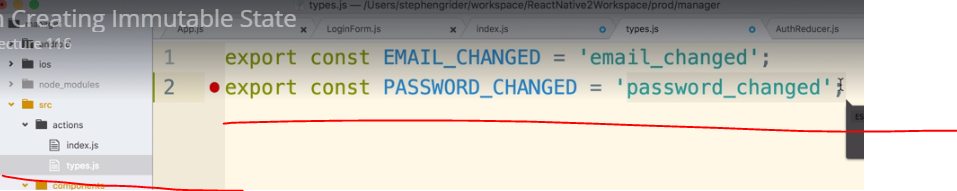 types.js — /Users/stephengrider/workspace/ReactNative2Workspace/prod/manager
Creating Immutable State
App.js
LoginForm.js
index.js
types.js
AuthReducer.js
116
ios
node_modules
src
actions
index.js
types.js
components
1 export const EMAIL_CHANGED = 'email_changed';
2 export const PASSWORD_CHANGED = 'password_changed';